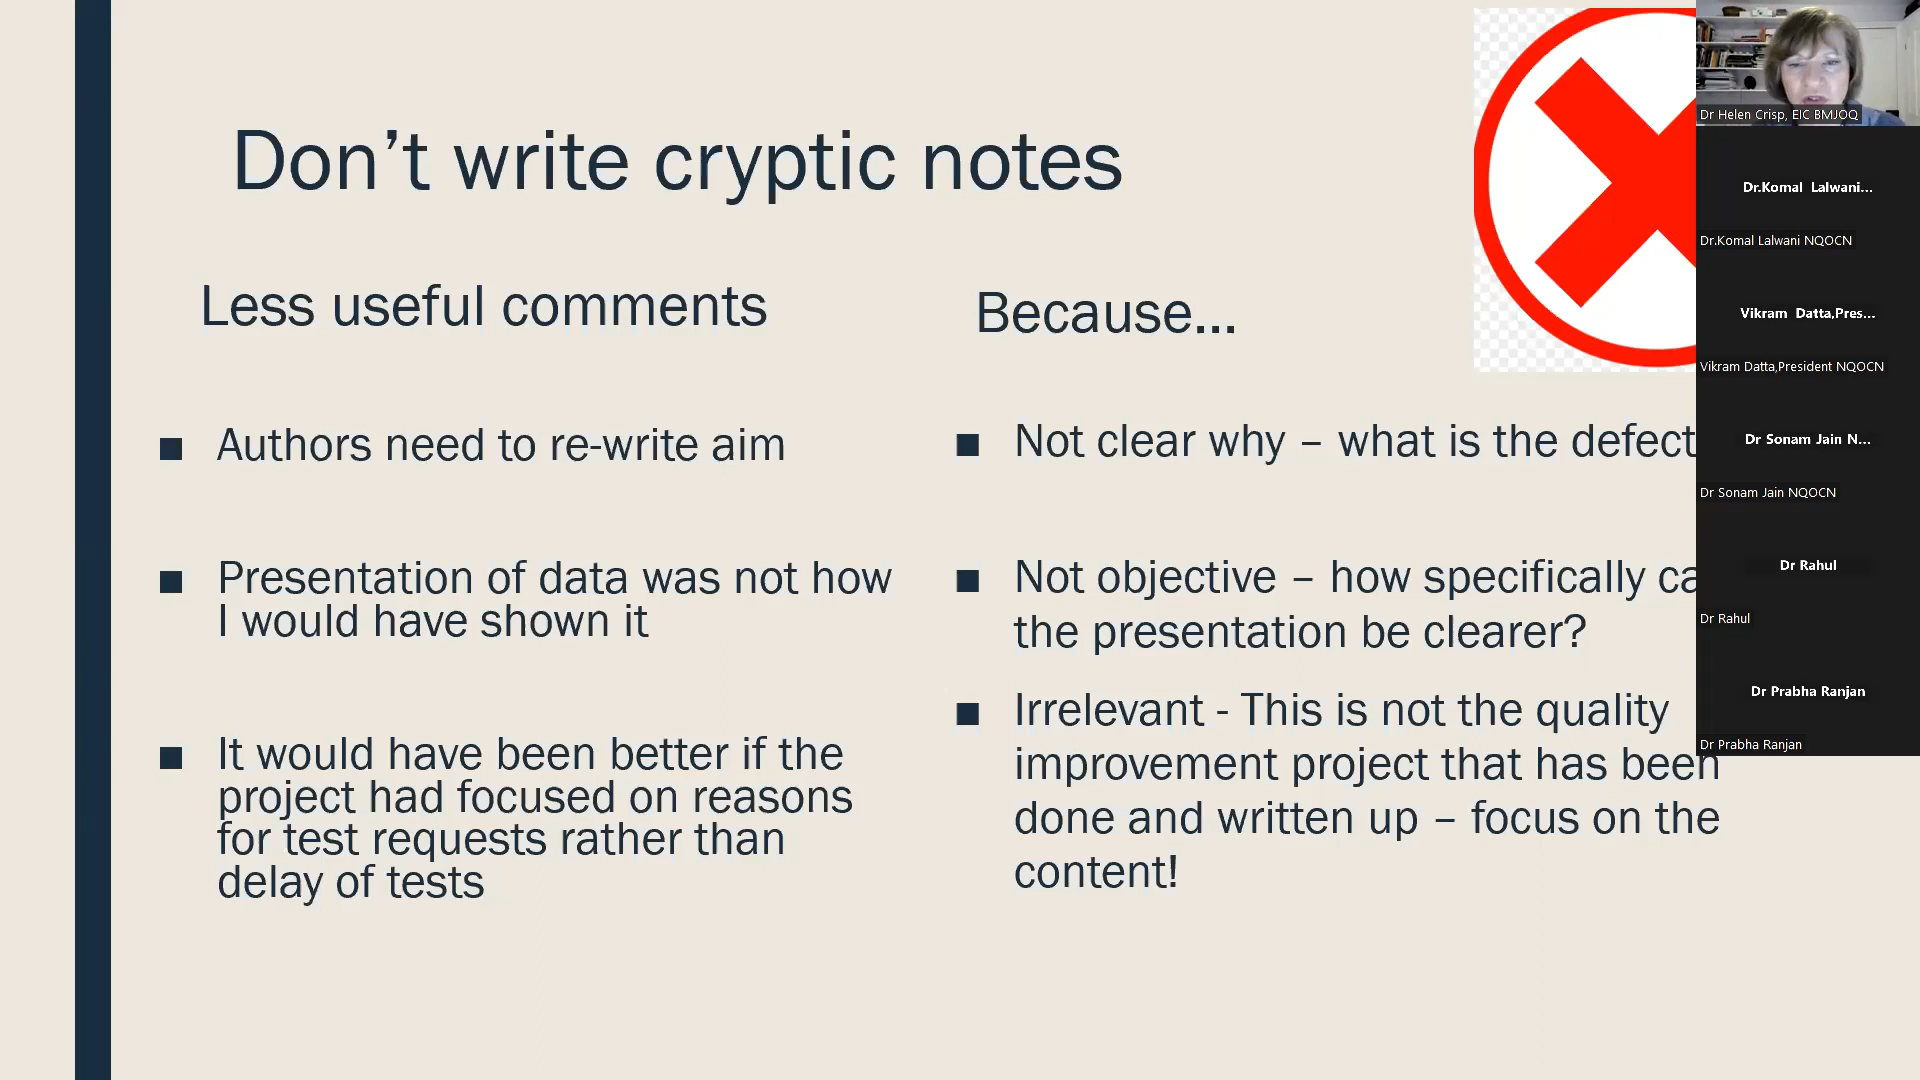 Don’t write cryptic notes
Less useful comments
■ Authors need to re-write aim
■ Presentation of data was not how
I would have shown it
■ It would have been better if the
project had focused on reasons
for test requests rather than
delay of tests
Because...
■ Not clear why – what is the defect
■ Not objective – how specifically
the presentation be clearer?
■ Irrelevant - This is not the quality
improvement project that has been
done and written up – focus on the
content!
Dr Helen Crisp, EIC BMJOQ
Dr.Komal Lalwani...
Dr.Komal Lalwani NQOCN
Vikram Datta,Pres...
Vikram Datta,President NQOCN
Dr Sonam Jain N...
Dr Sonam Jain NQOCN
Dr Rahul
Dr Rahul
Dr Prabha Ranjan
Dr Prabha Ranjan